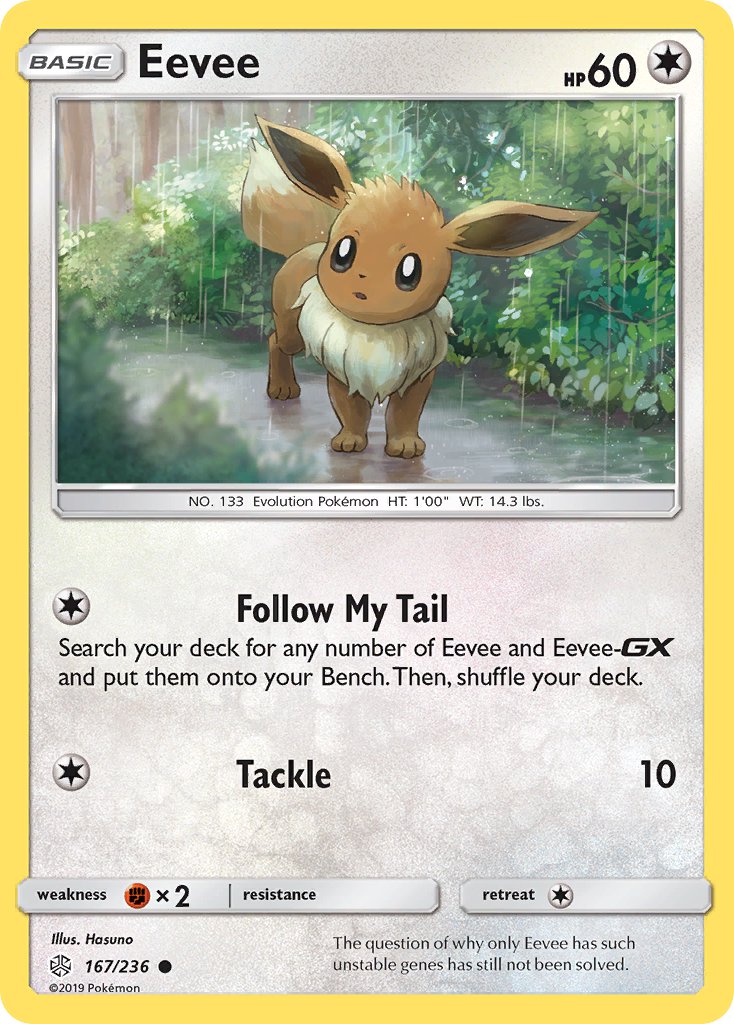 BASIC Eevee HP60
NO. 133 Evolution Pokémon HT: 1'00" WT: 14.3 lbs.
Follow My Tail
Search your deck for any number of Eevee and Eevee-GX
and put them onto your Bench. Then, shuffle your deck.
Tackle 10
weakness ×2 resistance retreat
Illus. Hasuno
167/236
©2019 Pokémon
The question of why only Eevee has such
unstable genes has still not been solved.